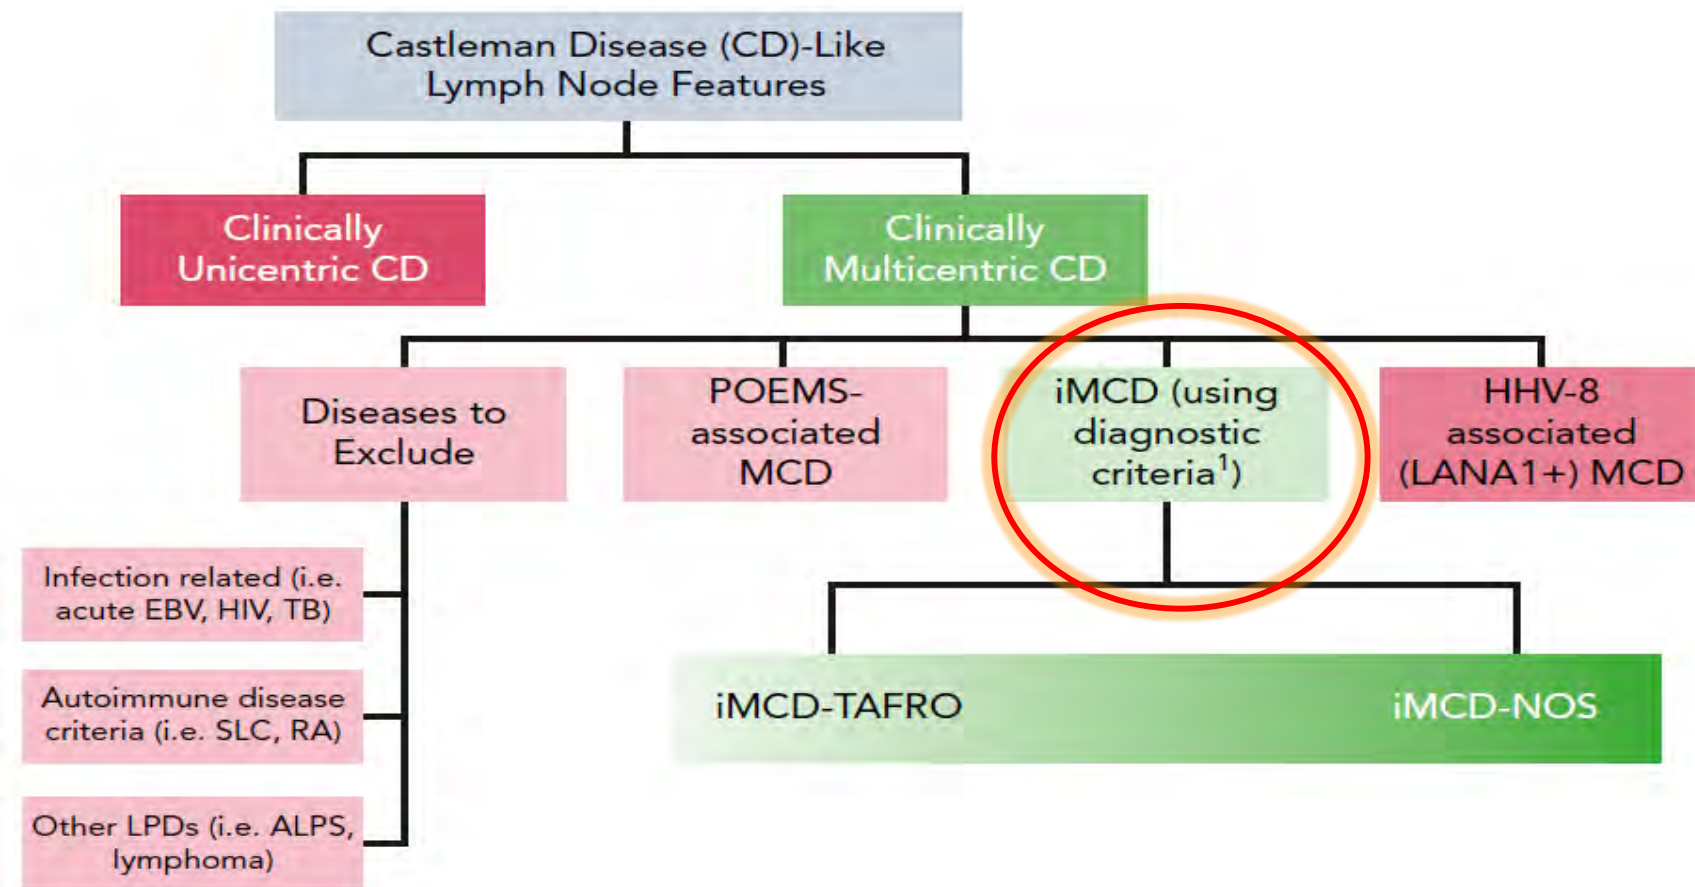 Castleman Disease (CD)-Like
Lymph Node Features
Clinically
Unicentric CD
Clinically
Multicentric CD
Diseases to
Exclude
POEMS-
associated
MCD
iMCD (using
diagnostic
criteria¹)
HHV-8
associated
(LANA1+) MCD
Infection related (i.e.
acute EBV, HIV, TB)
Autoimmune disease
criteria (i.e. SLC, RA)
Other LPDs (i.e. ALPS,
lymphoma)
iMCD-TAFRO
iMCD-NOS